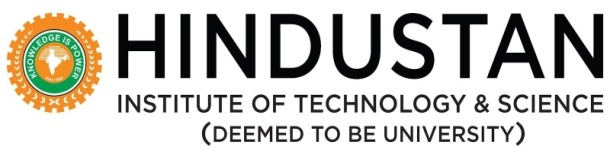 KNOWLEDGE IS POWER
HINDUSTAN
INSTITUTE OF TECHNOLOGY & SCIENCE
(DEEMED TO BE UNIVERSITY)